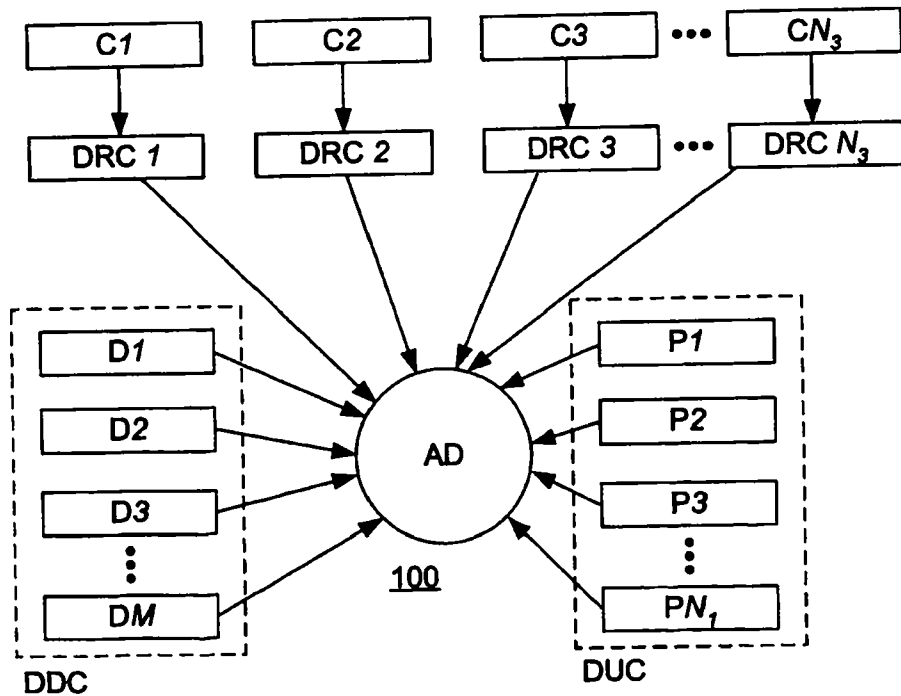 C1 C2 C3 ••• CN₃
DRC 1 DRC 2 DRC 3 ••• DRC N₃
D1 P1
D2 AD P2
D3 P3
100
DM PN₁
DDC DUC